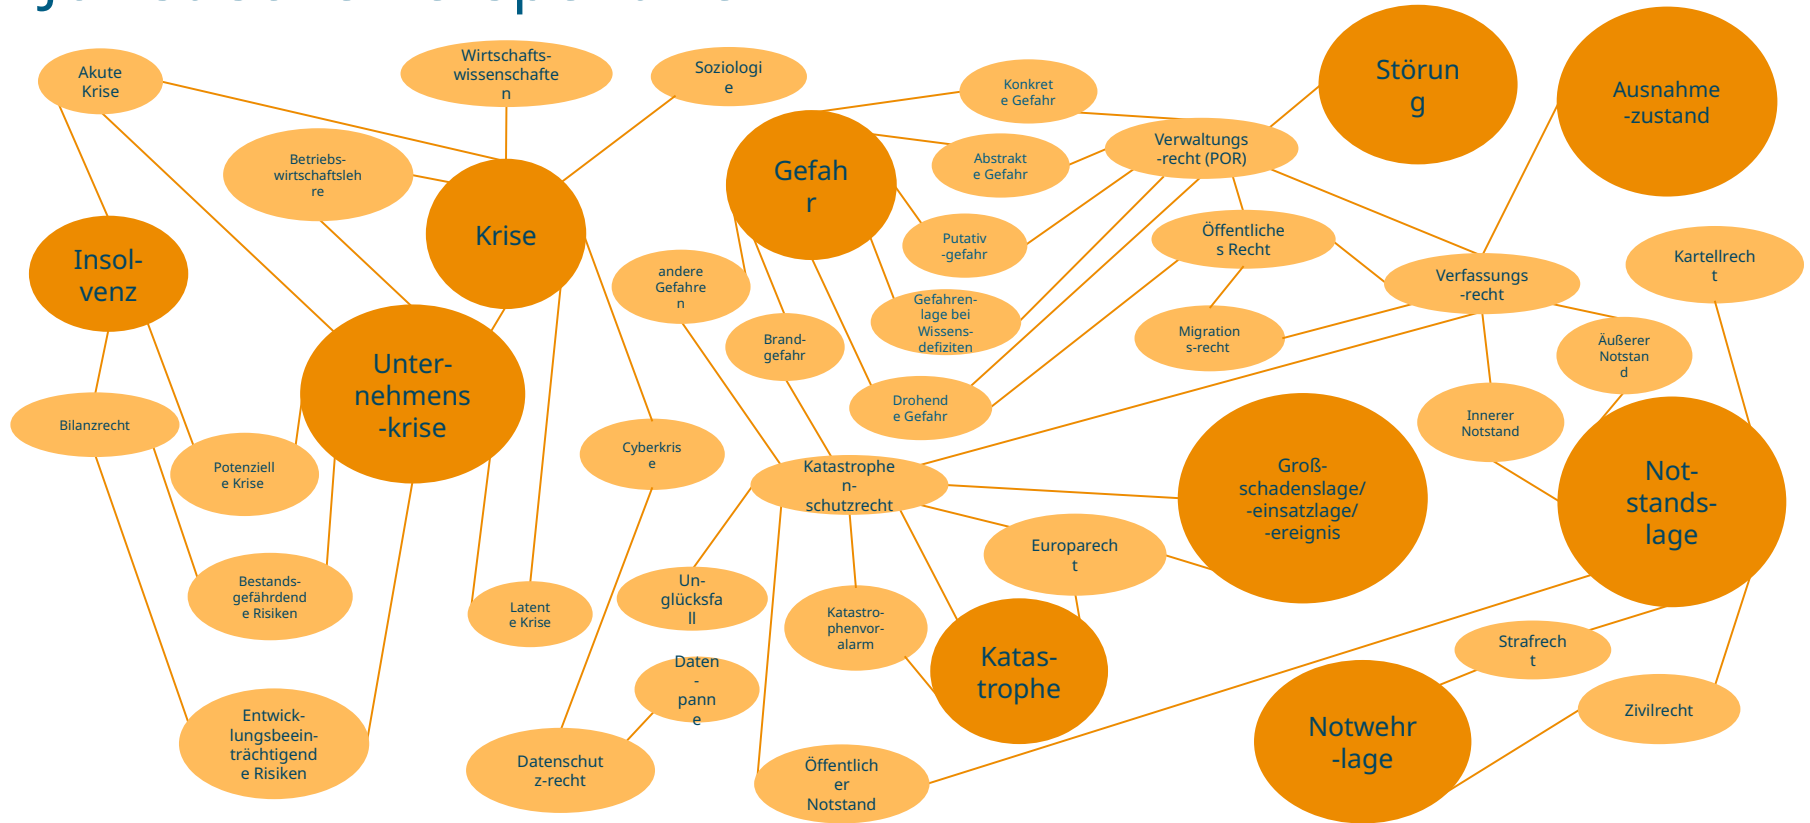 Akute
Krise
Wirtschafts-
wissenschafte
n
Soziologi
e
Konkret
e Gefahr
Störun
g
Ausnahme
-zustand
Betriebs-
wirtschaftsleh
re
Krise
Gefah
r
Abstrakt
e Gefahr
Verwaltungs
-recht (POR)
Insol-
venz
andere
Gefahre
n
Putativ
-gefahr
Öffentliche
s Recht
Verfassungs
-recht
Kartellrech
t
Unter-
nehmens
-krise
Brand-
gefahr
Gefahren-
lage bei
Wissens-
defiziten
Migration
s-recht
Äußerer
Notstan
d
Bilanzrecht
Drohend
e Gefahr
Innerer
Notstand
Potenziell
e Krise
Cyberkris
e
Katastrophe
n-
schutzrecht
Groß-
schadenslage/
-einsatzlage/
-ereignis
Not-
stands-
lage
Bestands-
gefährdend
e Risiken
Latent
e Krise
Un-
glücksfa
ll
Katastro-
phenvor-
alarm
Europarech
t
Katas-
trophe
Strafrech
t
Daten
-
pann
e
Entwick-
lungsbeein-
trächtigend
e Risiken
Datenschut
z-recht
Öffentlich
er
Notstand
Notwehr
-lage
Zivilrecht